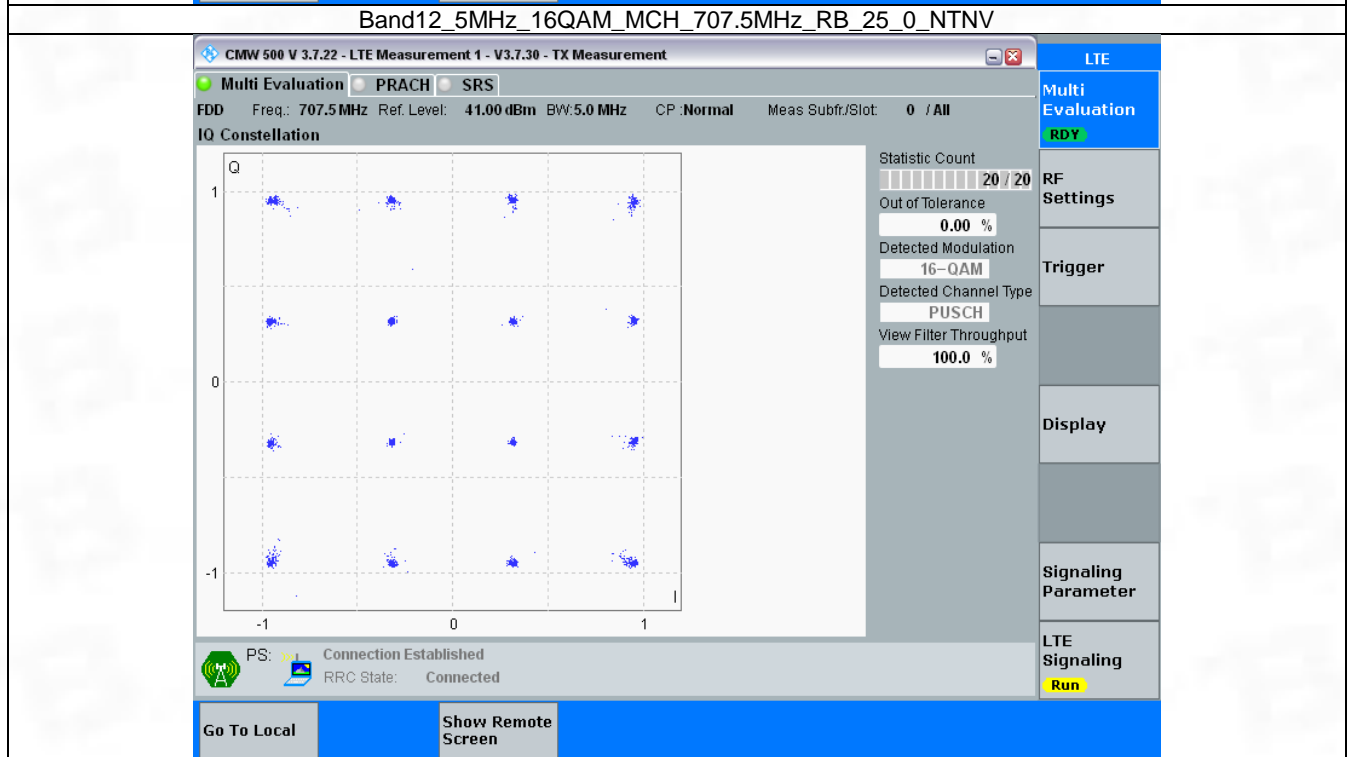 Band12_5MHz_16QAM_MCH_707.5MHz_RB_25_0_NTNV
CMW 500 V 3.7.22 - LTE Measurement 1 - V3.7.30 - TX Measurement
LTE
Multi Evaluation PRACH SRS
FDD Freq.: 707.5 MHz Ref. Level: 41.00 dBm BW:5.0 MHz CP :Normal Meas Subfr./Slot: 0 / All
IQ Constellation
Multi
Evaluation
RDY
Q
1
0
-1
I
-1 0 1
Statistic Count
20 / 20
Out of Tolerance
0.00 %
Detected Modulation
16-QAM
Detected Channel Type
PUSCH
View Filter Throughput
100.0 %
RF
Settings
Trigger
Display
Signaling
Parameter
LTE
Signaling
Run
PS: Connection Established
RRC State: Connected
Go To Local
Show Remote
Screen